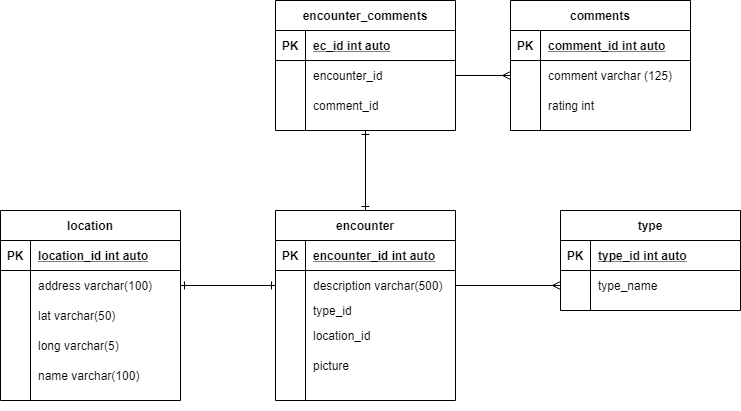 encounter_comments
PK ec_id int auto
encounter_id
comment_id
comments
PK comment_id int auto
comment varchar (125)
rating int
location
PK location_id int auto
address varchar(100)
lat varchar(50)
long varchar(5)
name varchar(100)
encounter
PK encounter_id int auto
description varchar(500)
type_id
location_id
picture
type
PK type_id int auto
type_name